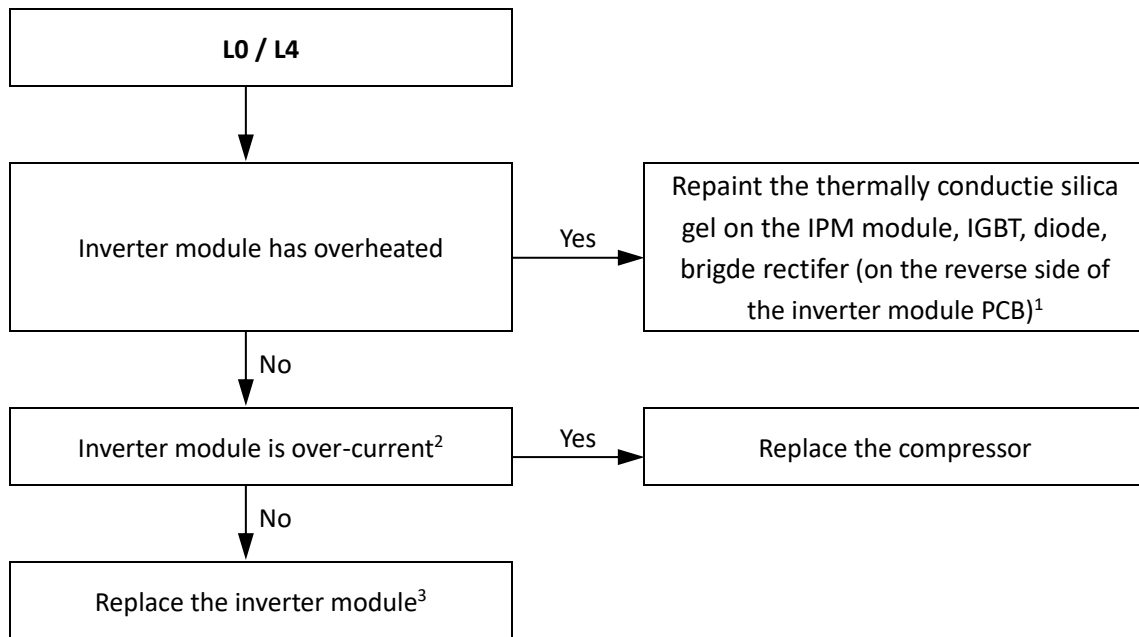 L0 / L4
Inverter module has overheated
Yes
Repaint the thermally conductie silica
gel on the IPM module, IGBT, diode,
brigde rectifer (on the reverse side of
the inverter module PCB)¹
No
Inverter module is over-current²
Yes
Replace the compressor
No
Replace the inverter module³